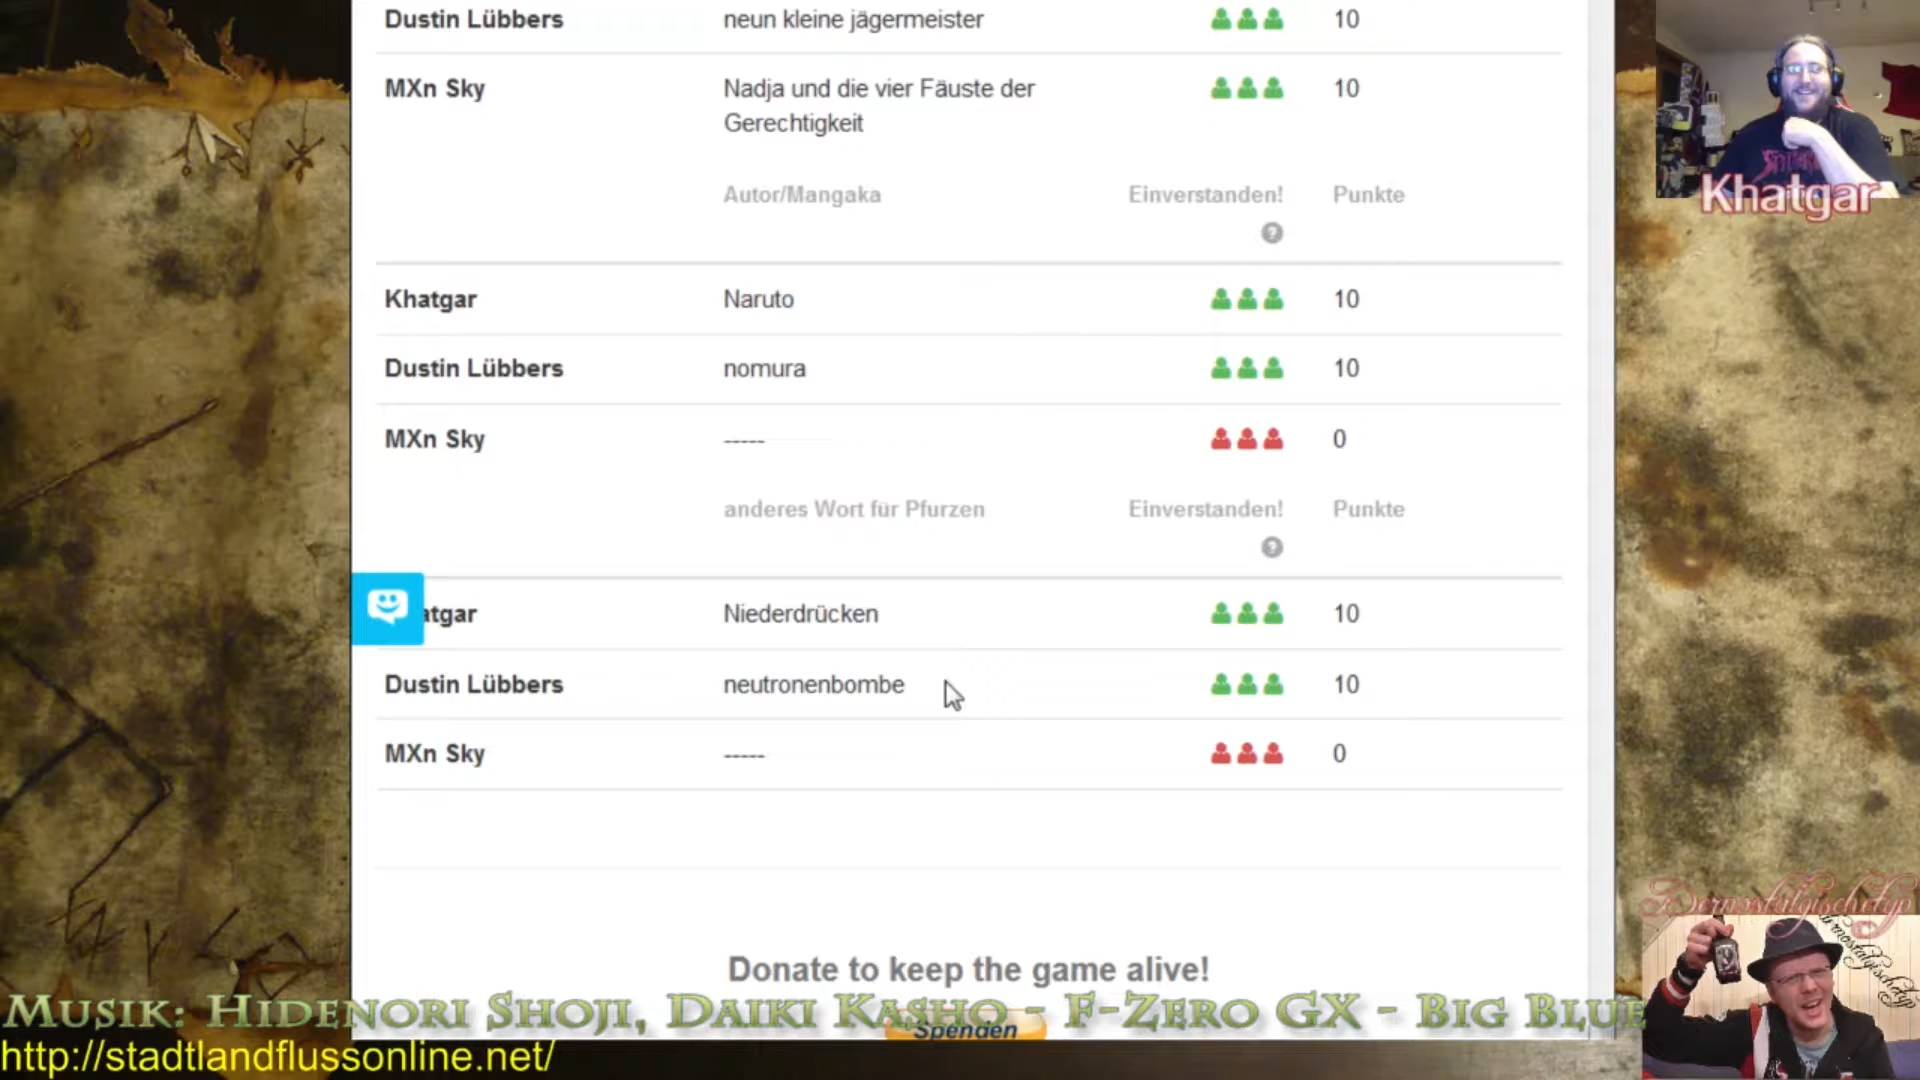 Dustin Lübbers neun kleine jägermeister 10
MXn Sky Nadja und die vier Fäuste der 10
Gerechtigkeit
Autor/Mangaka Einverstanden! Punkte
?
Khatgar
Khatgar Naruto 10
Dustin Lübbers nomura 10
MXn Sky ----- 0
anderes Wort für Pfurzen Einverstanden! Punkte
?
atgar Niederdrücken 10
Dustin Lübbers neutronenbombe 10
MXn Sky ----- 0
Dernostalgischetyp
Donate to keep the game alive!
Musik: Hidenori Shoji, Daiki Kasho - F-Zero GX - Big Blue
Spenden
http://stadtlandflussonline.net/